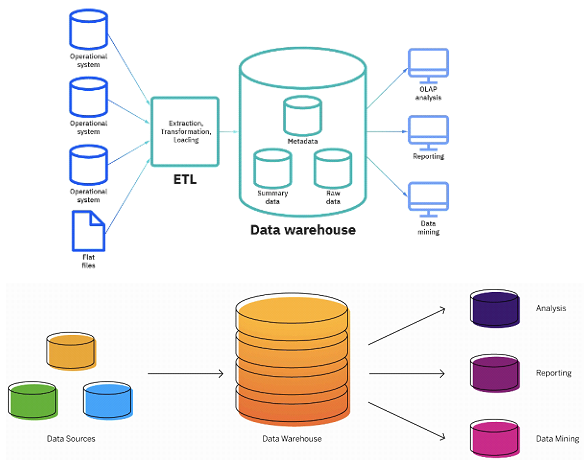 Operational
system
Operational
system
Operational
system
Flat
files
Extraction,
Transformation,
Loading
ETL
Metadata
Summary
data
Raw
data
Data warehouse
OLAP
analysis
Reporting
Data
mining
Data Sources
Data Warehouse
Analysis
Reporting
Data Mining